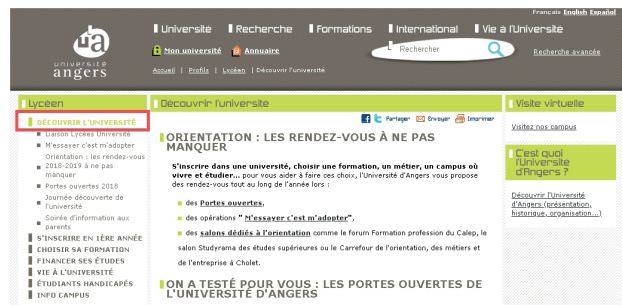 Français English Español
Université Recherche Formations International Vie à l'Université
Mon université Annuaire
Rechercher
Recherche avancée
ua
université
angers
Accueil | Profils | Lycéen | Découvrir l'université
Lycéen
DÉCOUVRIR L'UNIVERSITÉ
Liaison Lycées Université
M'essayer c'est m'adopter
Orientation : les rendez-vous
2018-2019 à ne pas
manquer
Portes ouvertes 2018
Journée découverte de
l'université
Soirée d'information aux
parents
S'INSCRIRE EN 1ÈRE ANNÉE
CHOISIR SA FORMATION
FINANCER SES ÉTUDES
VIE À L'UNIVERSITÉ
ÉTUDIANTS HANDICAPÉS
INFO CAMPUS
Découvrir l'université
Partager Envoyer Imprimer
ORIENTATION : LES RENDEZ-VOUS À NE PAS
MANQUER
S'inscrire dans une université, choisir une formation, un métier, un campus où
vivre et étudier... pour vous aider à faire ces choix, l'Université d'Angers vous propose
des rendez-vous tout au long de l'année lors :
des Portes ouvertes,
des opérations " M'essayer c'est m'adopter",
des salons dédiés à l'orientation comme le forum Formation profession du Calep, le
salon Studyrama des études supérieures ou le Carrefour de l'orientation, des métiers et
de l'entreprise à Cholet.
ON A TESTÉ POUR VOUS : LES PORTES OUVERTES DE
L'UNIVERSITÉ D'ANGERS
Visite virtuelle
Visitez nos campus
C'est quoi
l'Université
d'Angers ?
Découvrir l'Université
d'Angers (présentation,
historique, organisation...)